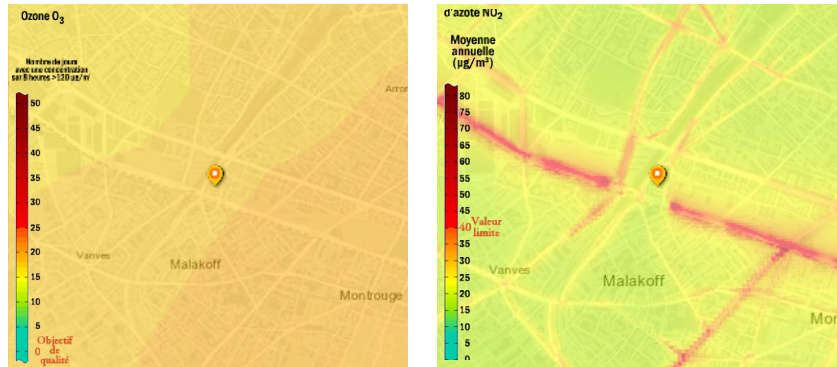 Ozone O3
Nombre de jours
avec une concentration
sur 8 heures >120 µg/m³
50
45
40
35
30
25
20
15
10
5
0
Objectif
de
qualité
Arror
Vanves
Malakoff
Montrouge
d'azote NO2
Moyenne
annuelle
(µg/m³)
80
75
70
65
60
55
50
45
40 Valeur
limite
35
30
25
20
15
10
5
0
Vanves
Malakoff
Mor